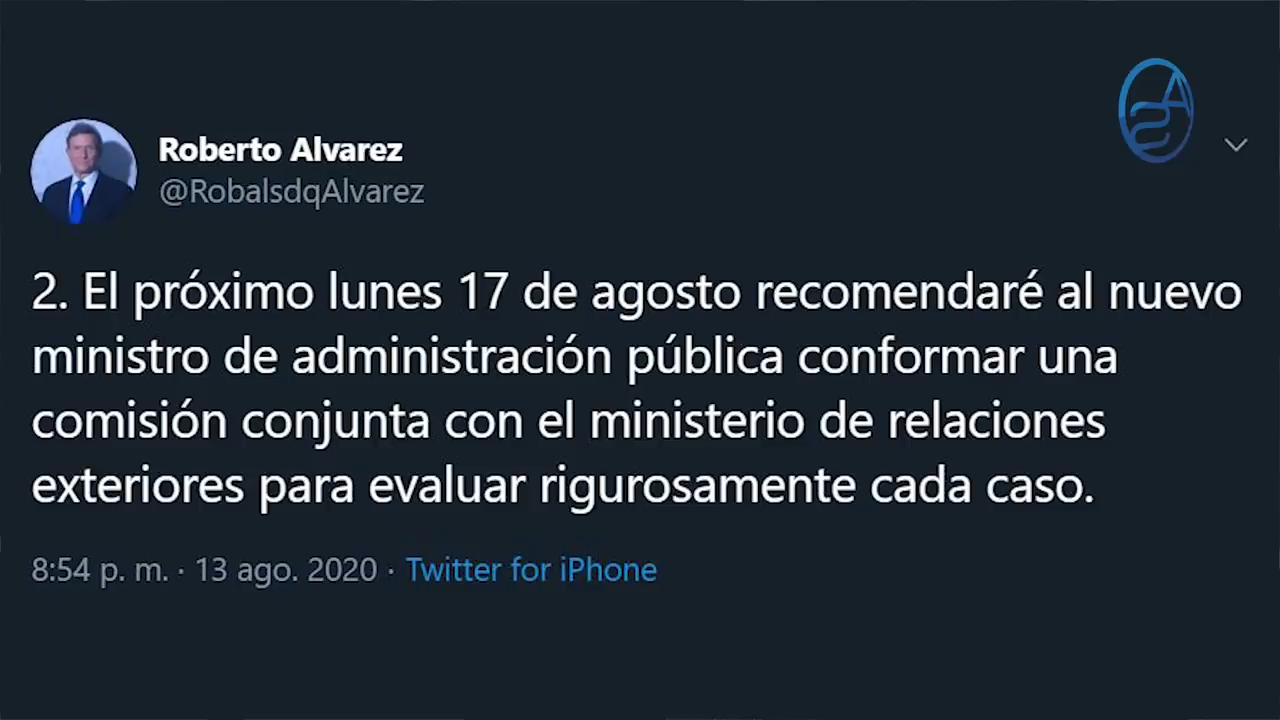 Roberto Alvarez
@RobalsdqAlvarez
2. El próximo lunes 17 de agosto recomendaré al nuevo
ministro de administración pública conformar una
comisión conjunta con el ministerio de relaciones
exteriores para evaluar rigurosamente cada caso.
8:54 p. m. · 13 ago. 2020 · Twitter for iPhone